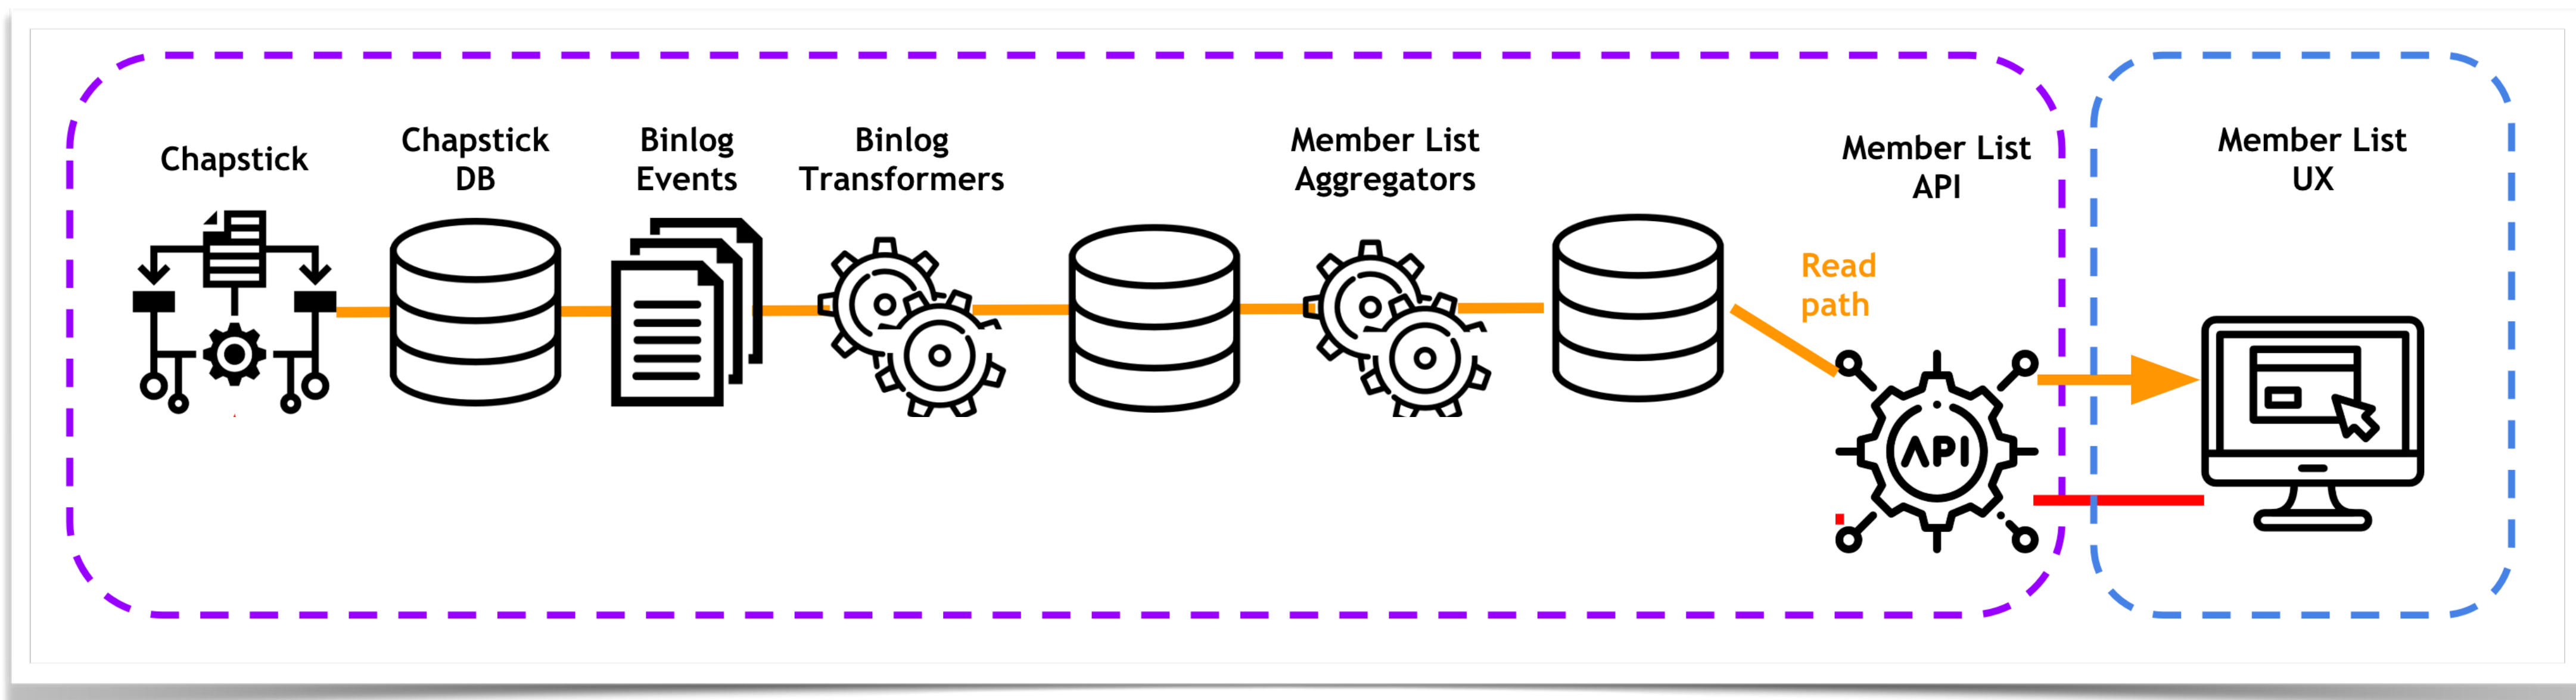 Chapstick
Chapstick
DB
Binlog
Events
Binlog
Transformers
Member List
Aggregators
Member List
API
Member List
UX
Read
path
API